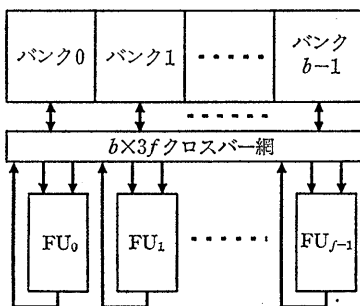 バンク0 バンク1 ...... バンク
b−1
......
b×3fクロスバー網
FU₀ FU₁ ...... FU_{f−1}